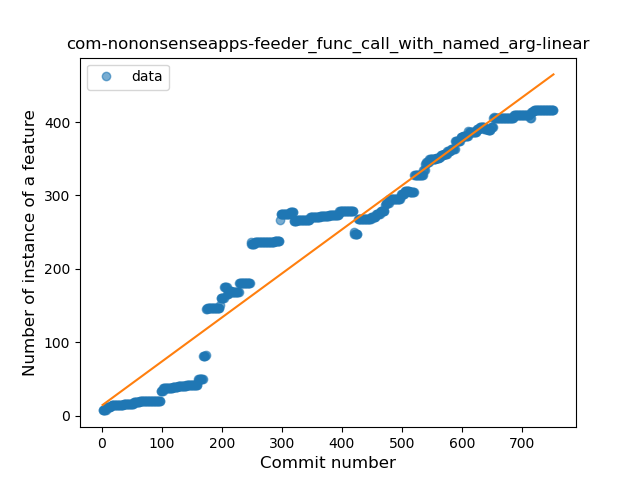 com-nononsenseapps-feeder_func_call_with_named_arg-linear
data
Number of instance of a feature
400
300
200
100
0
0 100 200 300 400 500 600 700
Commit number